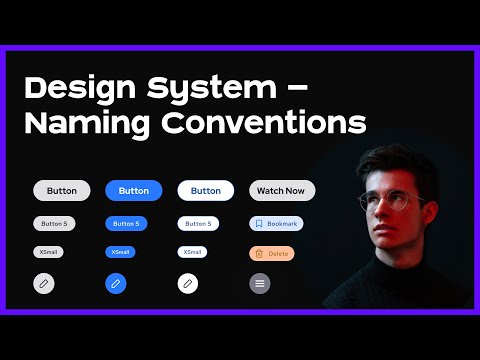 Design System –
Naming Conventions
Button Button Button Watch Now
Button S Button S Button S Bookmark
XSmall XSmall XSmall Delete